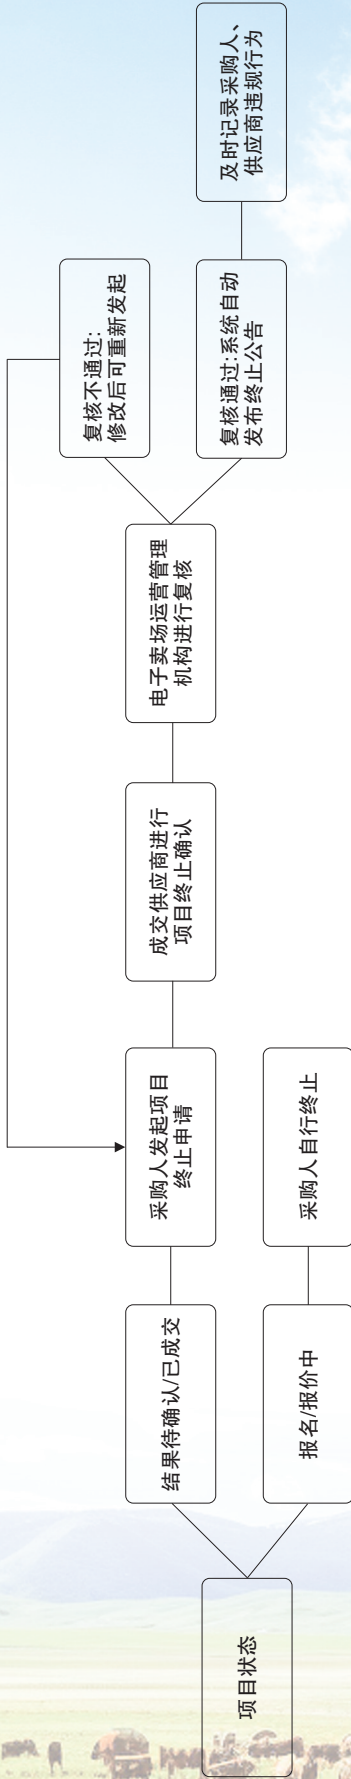 项目状态
结果待确认/已成交
报名/报价中
采购人发起项目
终止申请
采购人自行终止
成交供应商进行
项目终止确认
电子卖场运营管理
机构进行复核
复核不通过:
修改后可重新发起
复核通过:系统自动
发布终止公告
及时记录采购人、
供应商违规行为